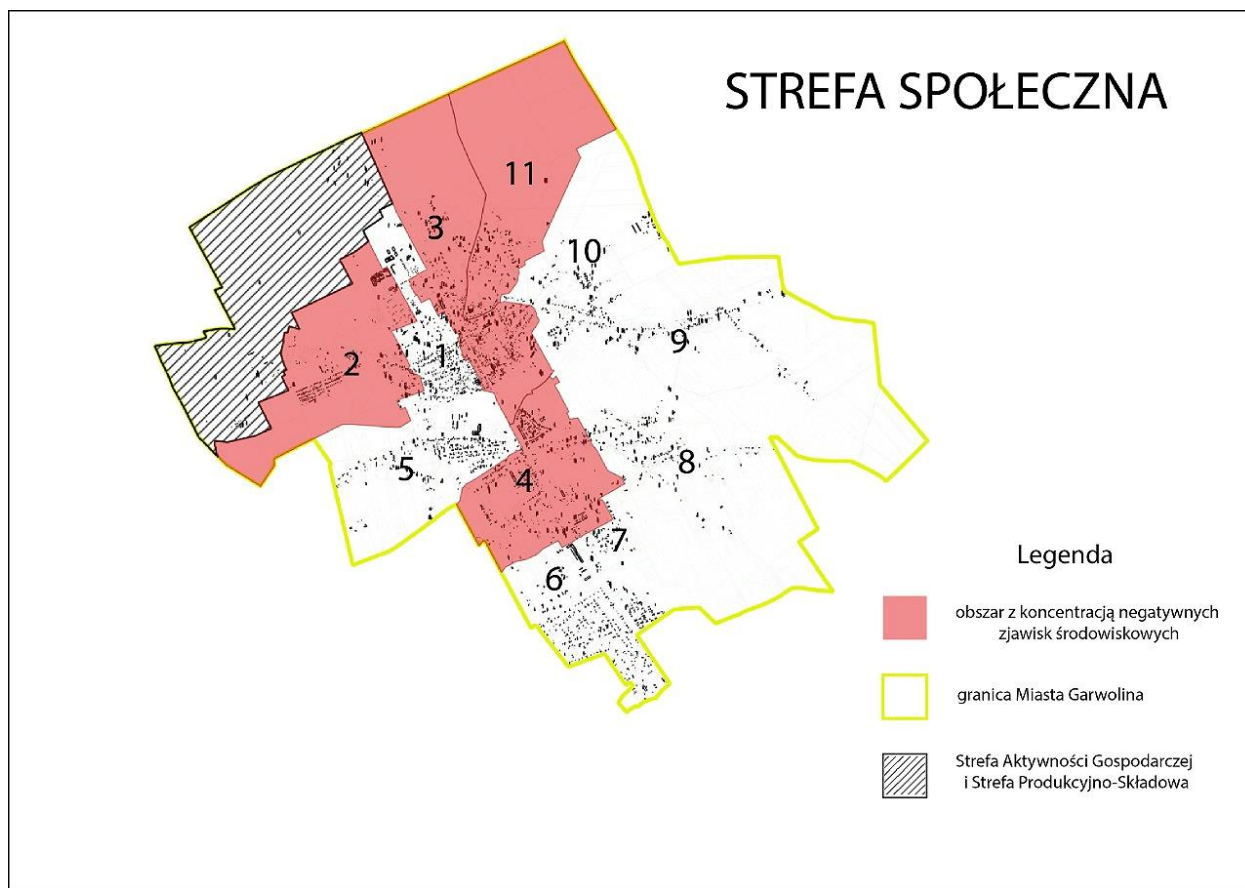 STREFA SPOŁECZNA
11
3
10
9
1
2
8
5
4
7
6
Legenda
obszar z koncentracją negatywnych
zjawisk środowiskowych
granica Miasta Garwolina
Strefa Aktywności Gospodarczej
i Strefa Produkcyjno-Składowa